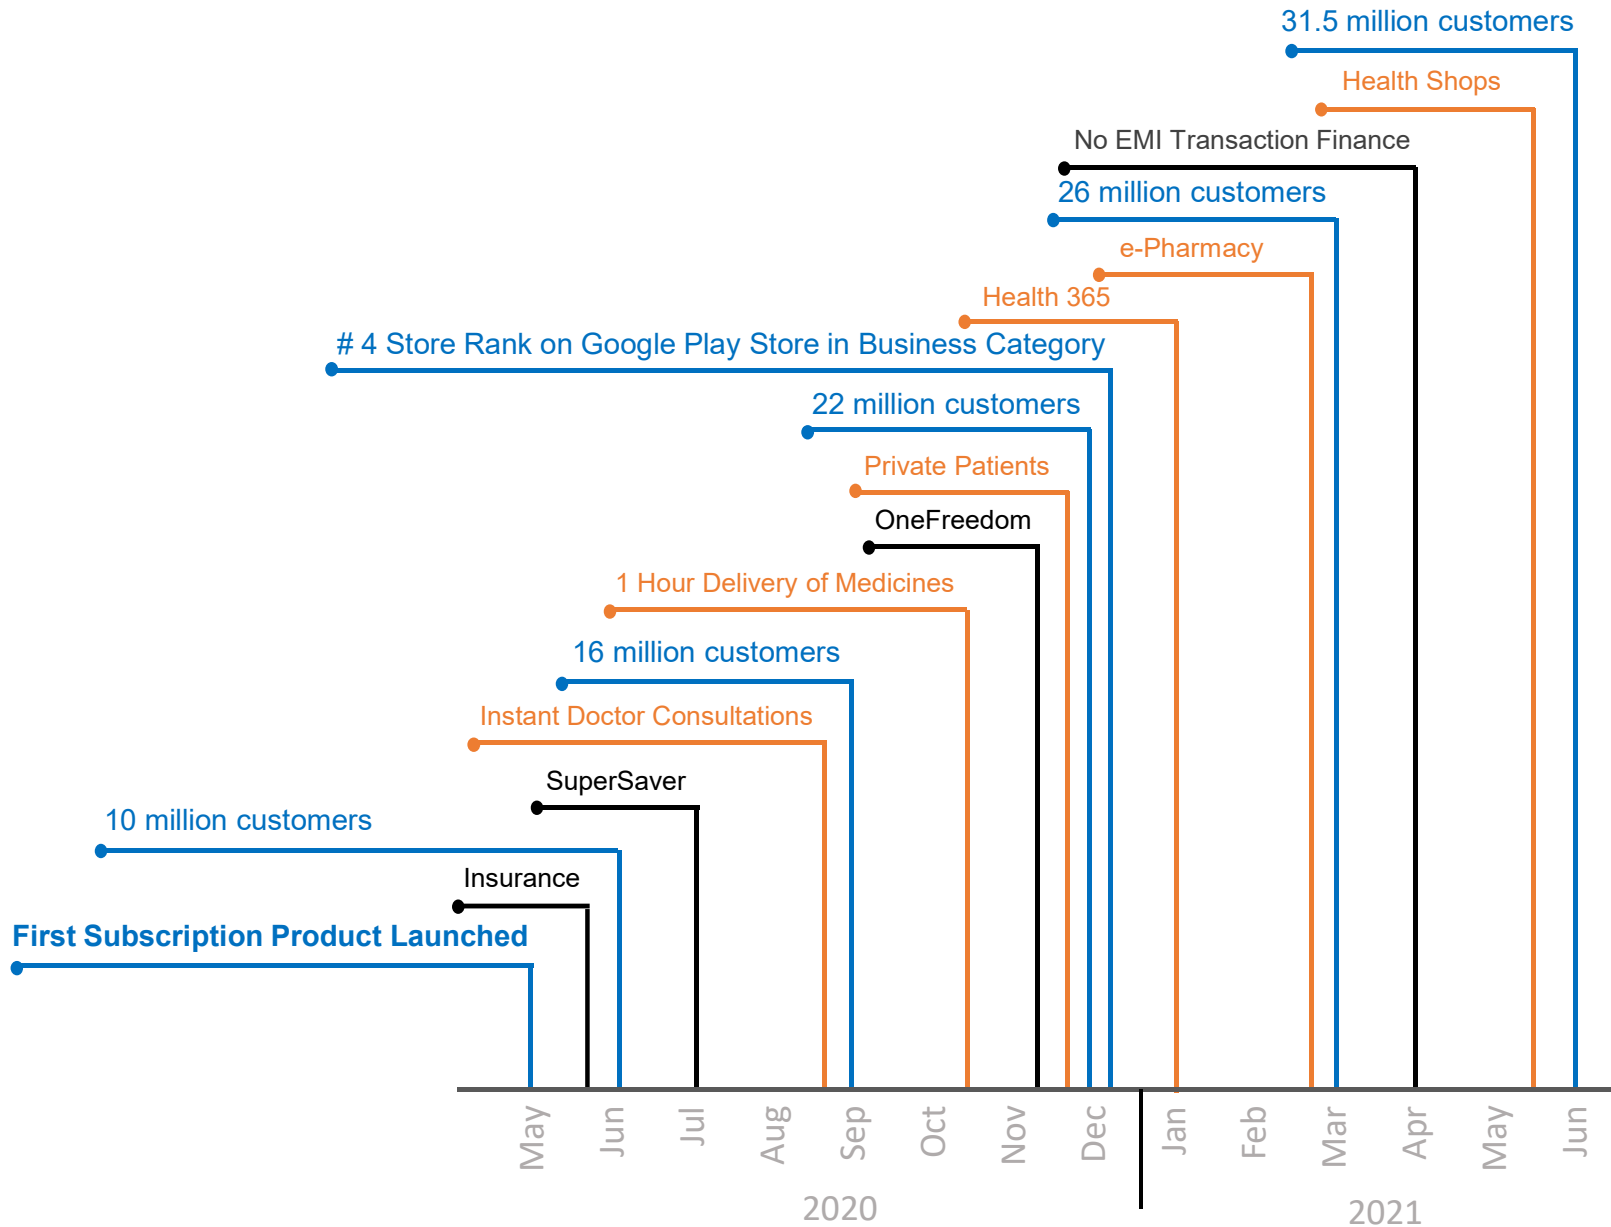 31.5 million customers
Health Shops
No EMI Transaction Finance
26 million customers
e-Pharmacy
Health 365
# 4 Store Rank on Google Play Store in Business Category
22 million customers
Private Patients
OneFreedom
1 Hour Delivery of Medicines
16 million customers
Instant Doctor Consultations
SuperSaver
10 million customers
Insurance
First Subscription Product Launched
May
Jun
Jul
Aug
Sep
Oct
Nov
Dec
Jan
Feb
Mar
Apr
May
Jun
2020
2021